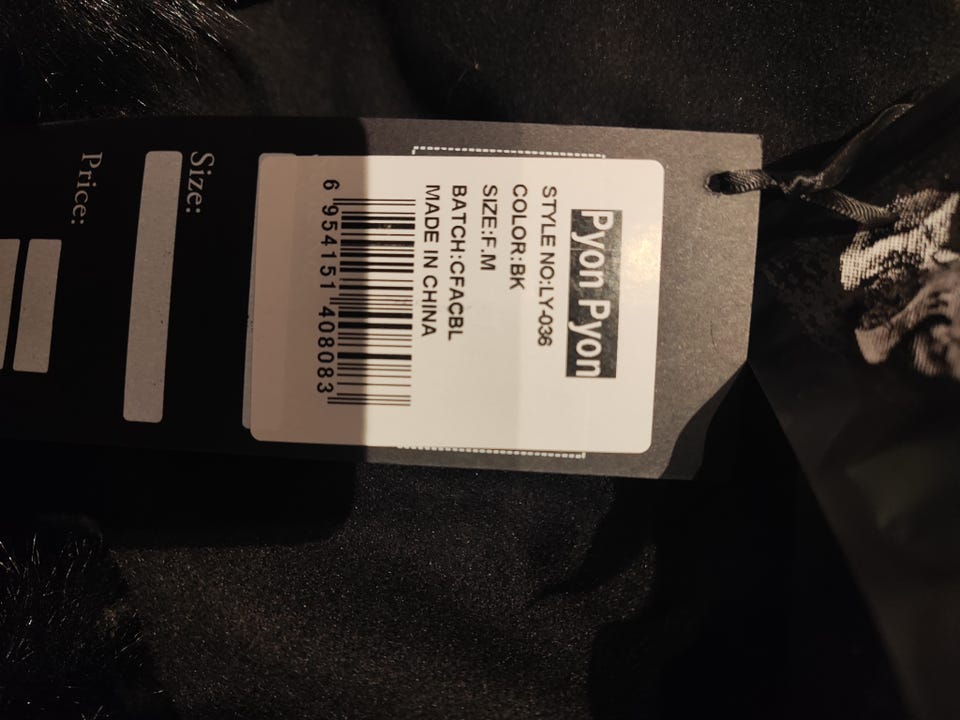 Pyon Pyon
STYLE NO:LY-036
COLOR:BK
SIZE:F.M
BATCH:CFACBL
MADE IN CHINA
6 954151 408083
Size:
Price: